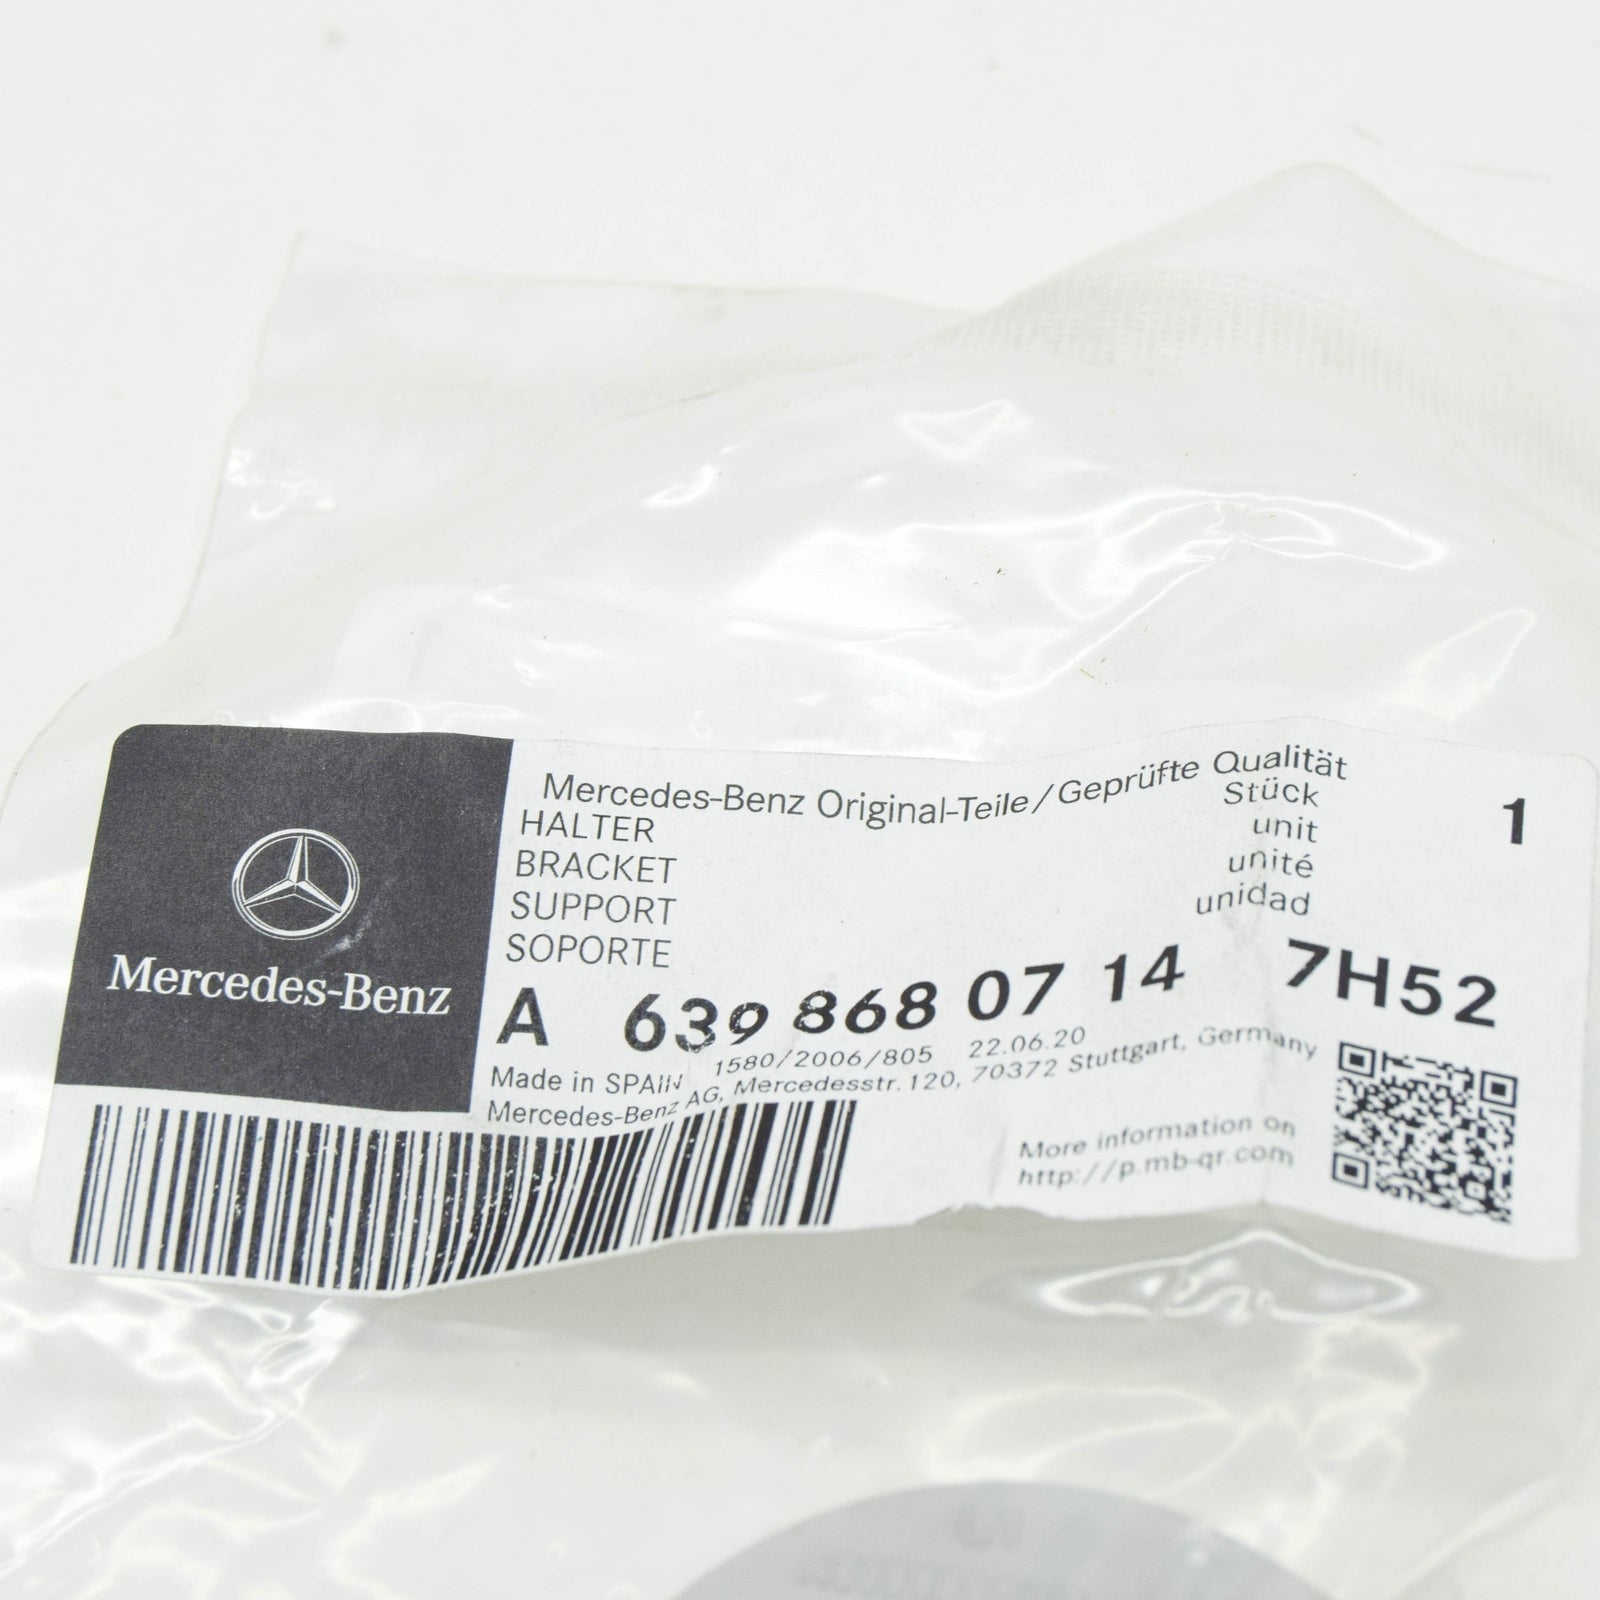 Mercedes-Benz
Mercedes-Benz Original-Teile/Geprüfte Qualität
HALTER
BRACKET
SUPPORT
SOPORTE
Stück
unit
unité
unidad
1
A 639 868 07 14 7H52
1580/2006/805 22.06.20
Made in SPAIN
Mercedes-Benz AG, Mercedesstr. 120, 70372 Stuttgart, Germany
More information on
http://p.mb-qr.com